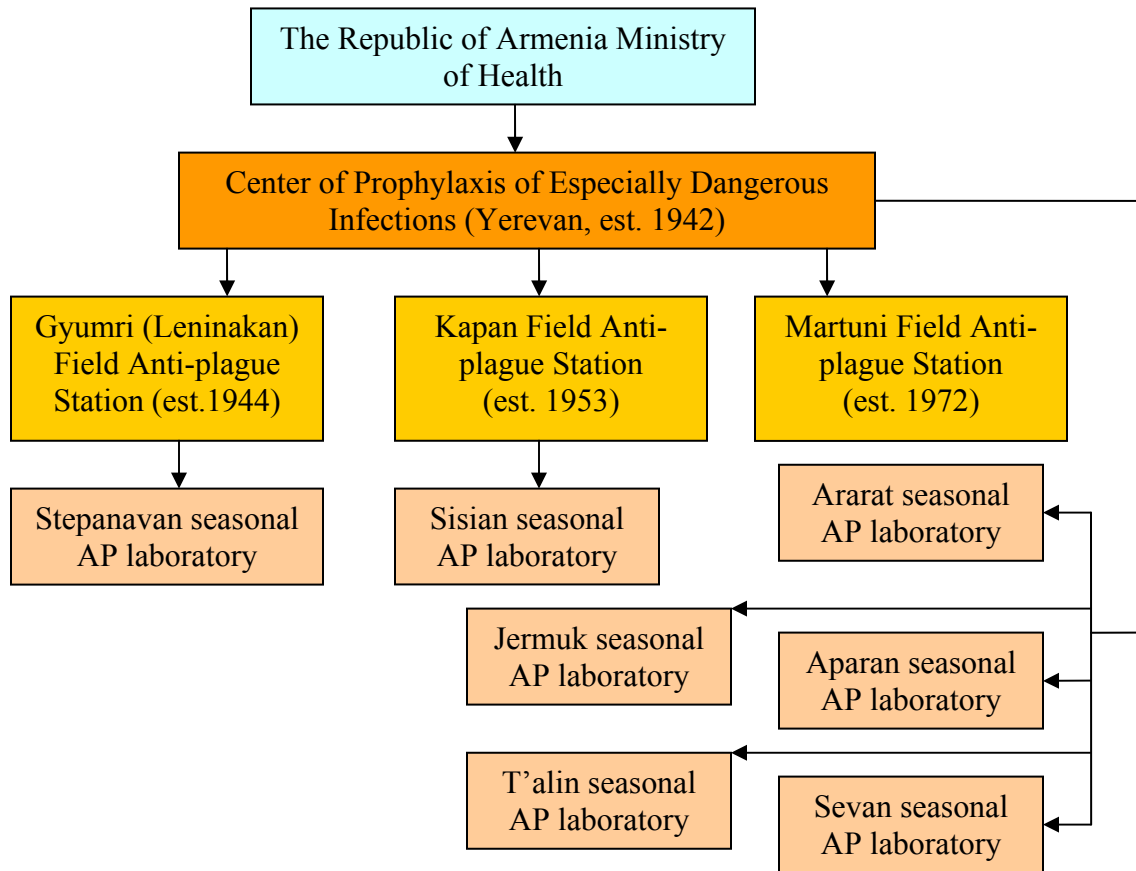 The Republic of Armenia Ministry
of Health
Center of Prophylaxis of Especially Dangerous
Infections (Yerevan, est. 1942)
Gyumri (Leninakan)
Field Anti-plague
Station (est.1944)
Kapan Field Anti-
plague Station
(est. 1953)
Martuni Field Anti-
plague Station
(est. 1972)
Stepanavan seasonal
AP laboratory
Sisian seasonal
AP laboratory
Ararat seasonal
AP laboratory
Jermuk seasonal
AP laboratory
Aparan seasonal
AP laboratory
T’alin seasonal
AP laboratory
Sevan seasonal
AP laboratory